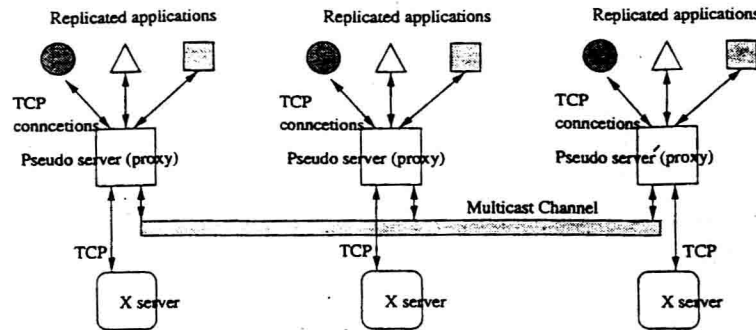 Replicated applications
Replicated applications
Replicated applications
TCP
conncetions
TCP
conncetions
TCP
conncetions
Pseudo server (proxy)
Pseudo server (proxy)
Pseudo server (proxy)
Multicast Channel
TCP
TCP
TCP
X server
X server
X server